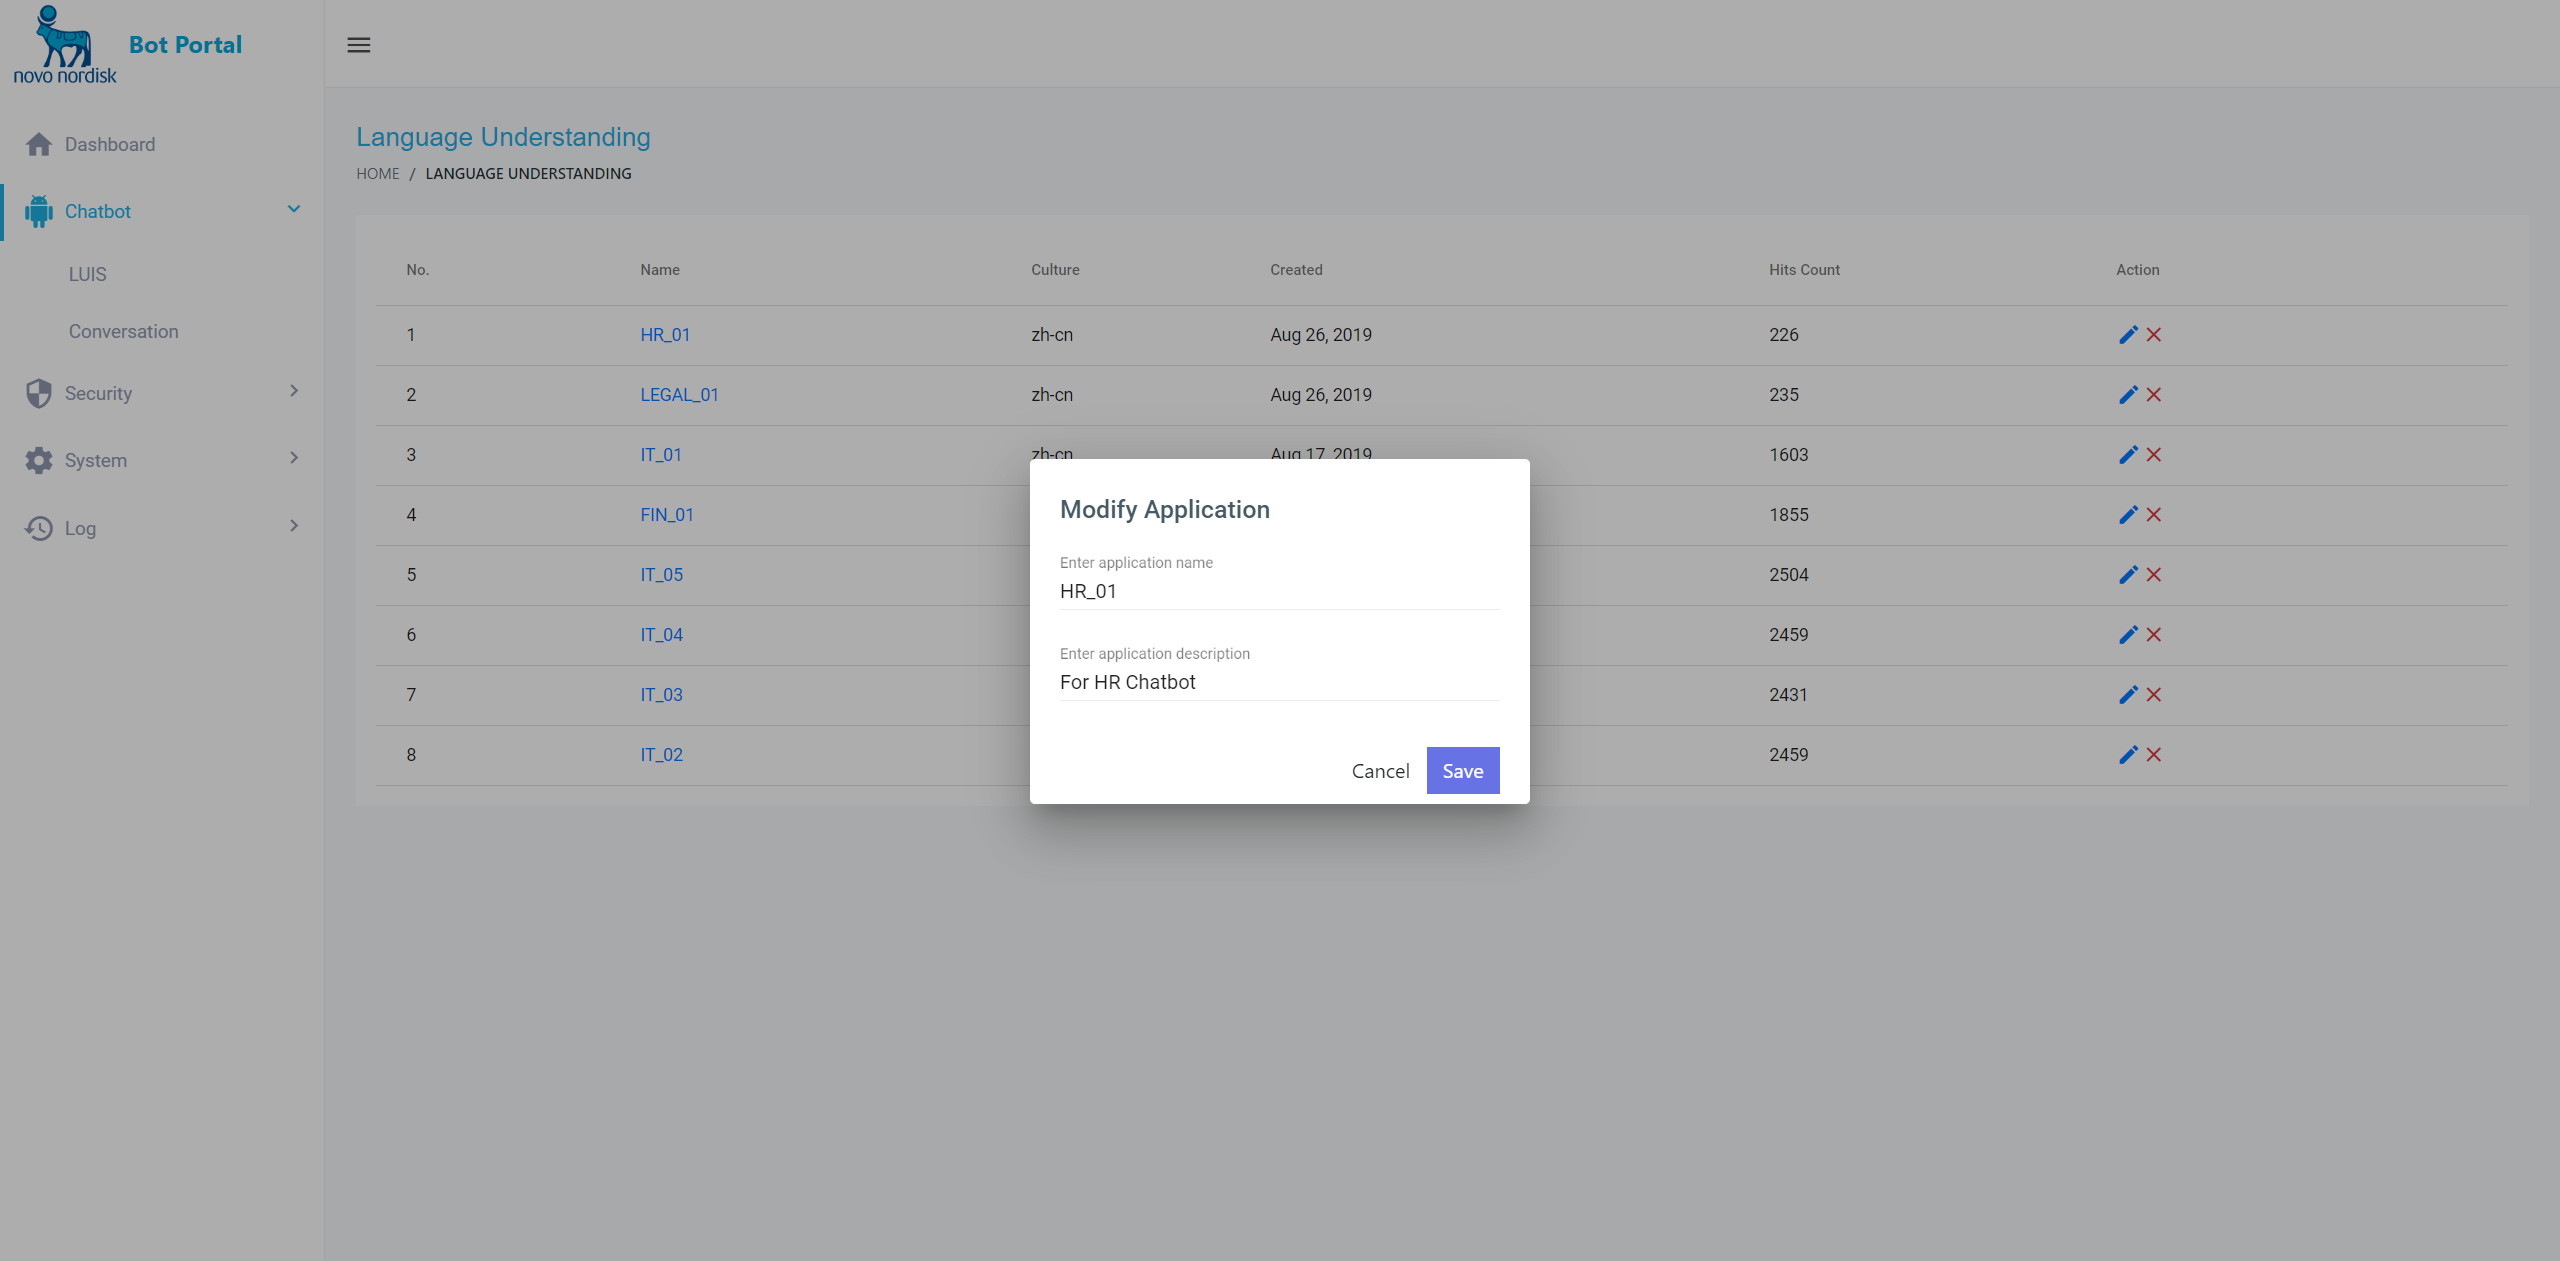 novo nordisk
Bot Portal
Dashboard
Chatbot
LUIS
Conversation
Security
System
Log
Language Understanding
HOME / LANGUAGE UNDERSTANDING
No. Name Culture Created Hits Count Action
1 HR_01 zh-cn Aug 26, 2019 226
2 LEGAL_01 zh-cn Aug 26, 2019 235
3 IT_01 zh-cn Aug 17, 2019 1603
4 FIN_01 1855
5 IT_05 2504
6 IT_04 2459
7 IT_03 2431
8 IT_02 2459
Modify Application
Enter application name
HR_01
Enter application description
For HR Chatbot
Cancel Save